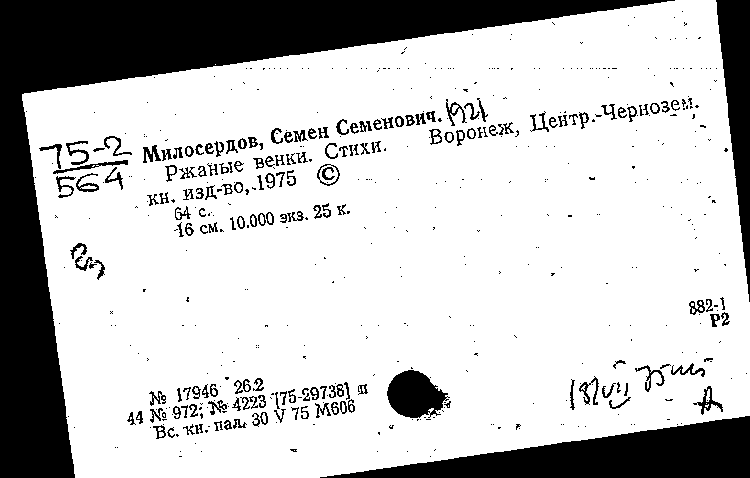 75-2
564
Милосердов, Семен Семенович. 1921
Ржаные венки. Стихи. Воронеж, Центр.-Чернозем.
кн. изд-во, 1975 ©
64 с.
16 см. 10.000 экз. 25 к.
882-1
Р2
№ 17946 26.2
44 № 972; № 4223 [75-29738] п
Вс. кн. пал. 30 V 75 М606